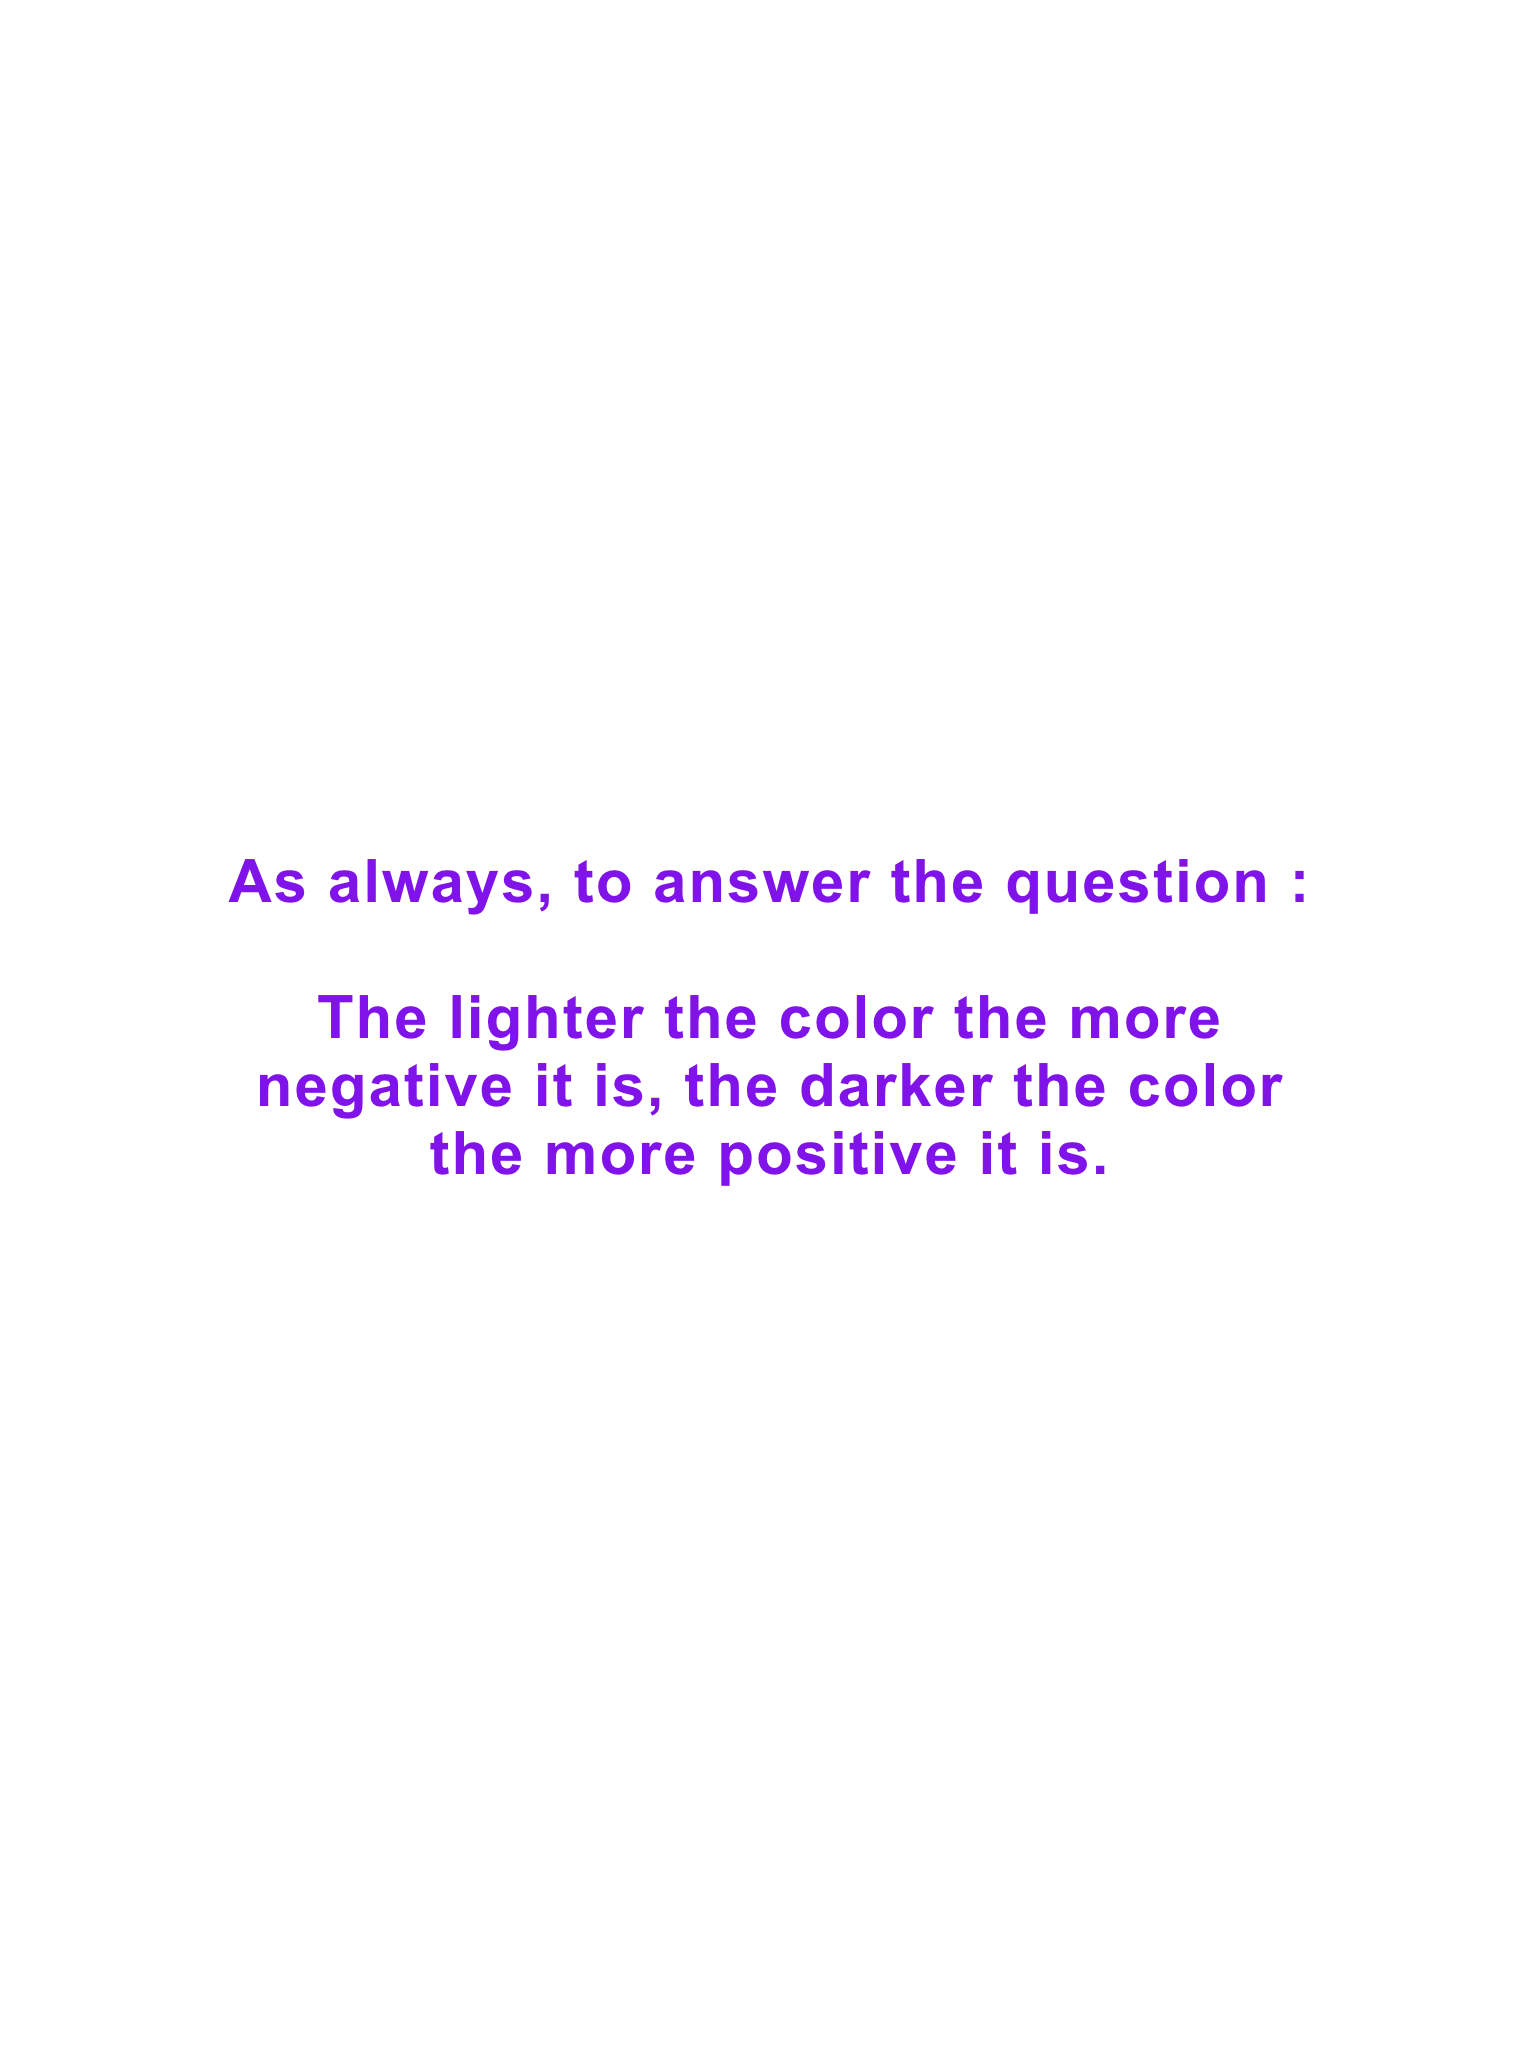 As always, to answer the question :
The lighter the color the more
negative it is, the darker the color
the more positive it is.